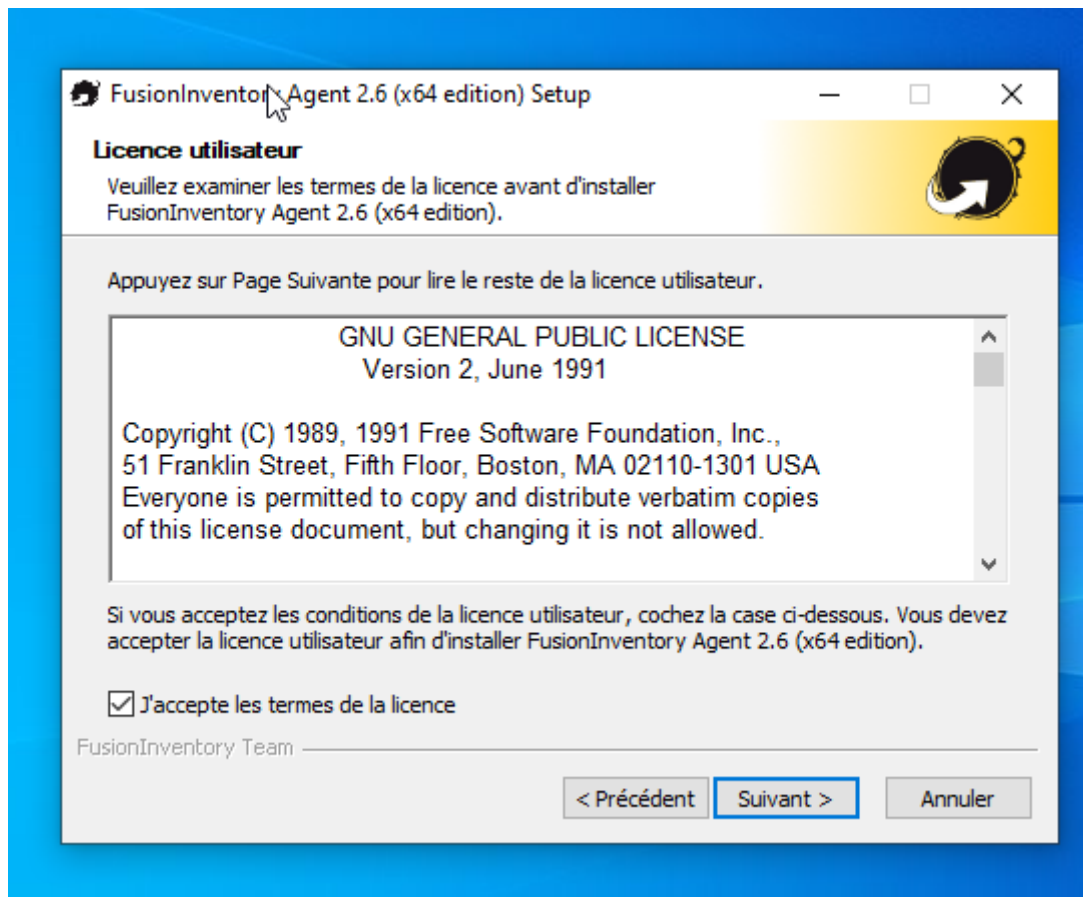 FusionInventory Agent 2.6 (x64 edition) Setup
Licence utilisateur
Veuillez examiner les termes de la licence avant d'installer
FusionInventory Agent 2.6 (x64 edition).
Appuyez sur Page Suivante pour lire le reste de la licence utilisateur.
GNU GENERAL PUBLIC LICENSE
Version 2, June 1991
Copyright (C) 1989, 1991 Free Software Foundation, Inc.,
51 Franklin Street, Fifth Floor, Boston, MA 02110-1301 USA
Everyone is permitted to copy and distribute verbatim copies
of this license document, but changing it is not allowed.
Si vous acceptez les conditions de la licence utilisateur, cochez la case ci-dessous. Vous devez
accepter la licence utilisateur afin d'installer FusionInventory Agent 2.6 (x64 edition).
J'accepte les termes de la licence
FusionInventory Team
< Précédent
Suivant >
Annuler